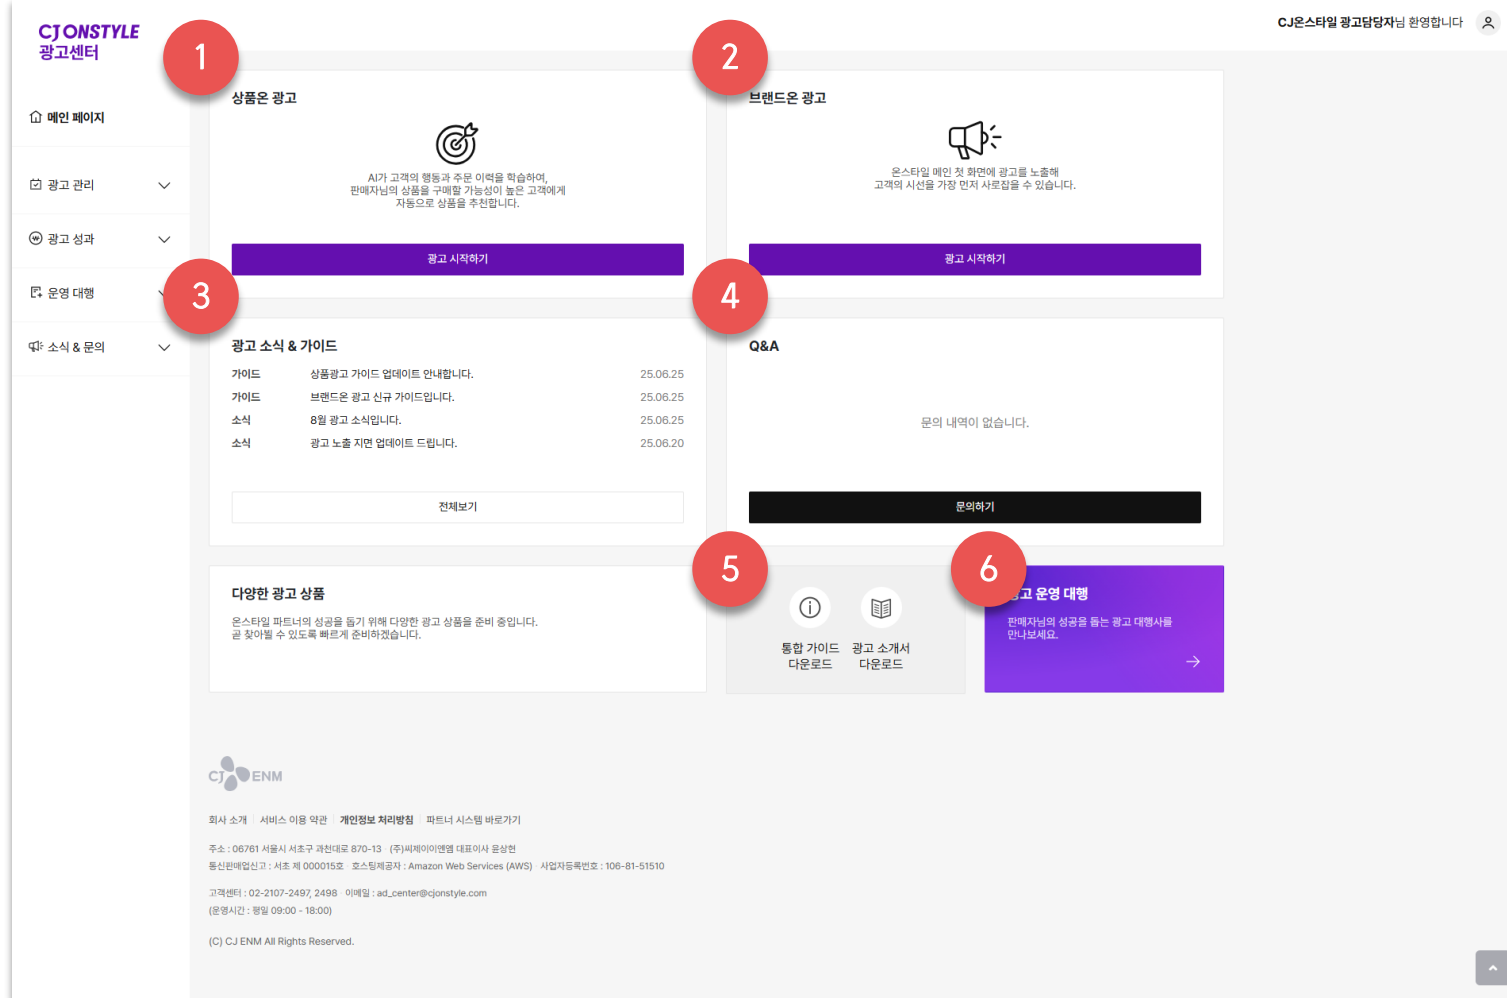 CJ ONSTYLE
광고센터
CJ온스타일 광고담당자님 환영합니다
메인 페이지
광고 관리
광고 성과
운영 대행
소식 & 문의
1
상품온 광고
AI가 고객의 행동과 주문 이력을 학습하여,
판매자님의 상품을 구매할 가능성이 높은 고객에게
자동으로 상품을 추천합니다.
광고 시작하기
2
브랜드온 광고
온스타일 메인 첫 화면에 광고를 노출해
고객의 시선을 가장 먼저 사로잡을 수 있습니다.
광고 시작하기
3
광고 소식 & 가이드
가이드 상품광고 가이드 업데이트 안내합니다. 25.06.25
가이드 브랜드온 광고 신규 가이드입니다. 25.06.25
소식 8월 광고 소식입니다. 25.06.25
소식 광고 노출 지면 업데이트 드립니다. 25.06.20
전체보기
4
Q&A
문의 내역이 없습니다.
문의하기
다양한 광고 상품
온스타일 파트너의 성공을 돕기 위해 다양한 광고 상품을 준비 중입니다.
곧 찾아뵐 수 있도록 빠르게 준비하겠습니다.
5
통합 가이드
다운로드
광고 소개서
다운로드
6
광고 운영 대행
판매자님의 성공을 돕는 광고 대행사를
만나보세요.
CJ ENM
회사 소개 서비스 이용 약관 개인정보 처리방침 파트너 시스템 바로가기
주소 : 06761 서울시 서초구 과천대로 870-13 · (주)씨제이이엔엠 대표이사 윤상현
통신판매업신고 : 서초 제 000015호 · 호스팅제공자 : Amazon Web Services (AWS) · 사업자등록번호 : 106-81-51510
고객센터 : 02-2107-2497, 2498 · 이메일 : ad_center@cjonstyle.com
(운영시간 : 평일 09:00 - 18:00)
(C) CJ ENM All Rights Reserved.